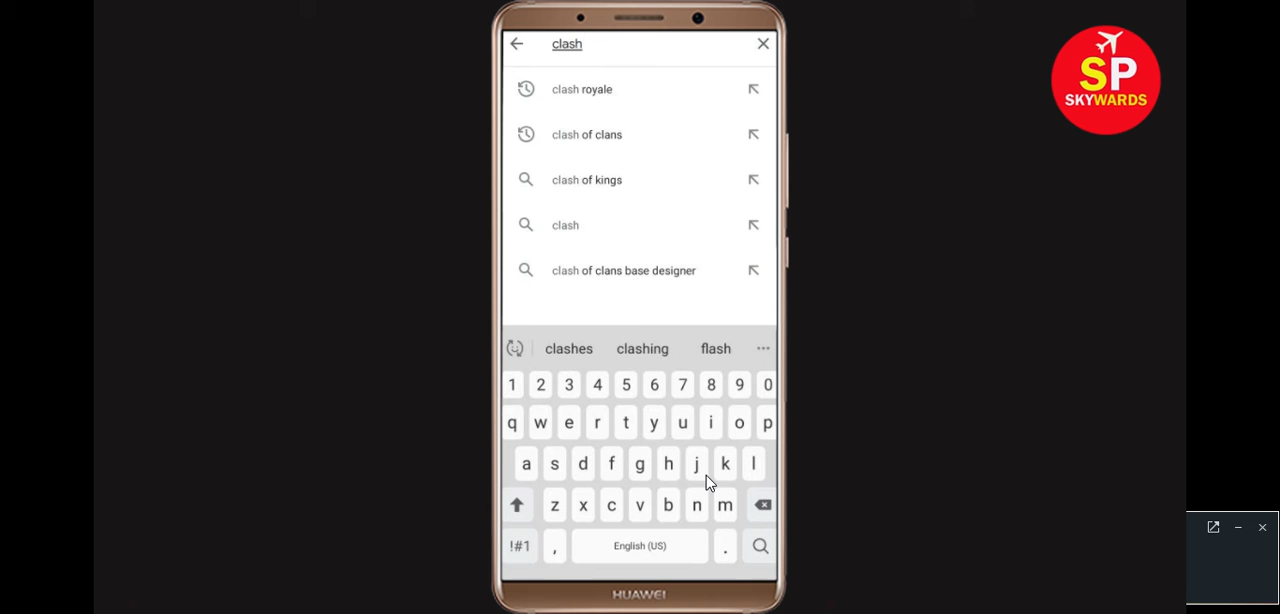 clash
SP
SKYWARDS
clash royale
clash of clans
clash of kings
clash
clash of clans base designer
clashes clashing flash ...
1 2 3 4 5 6 7 8 9 0
q w e r t y u i o p
a s d f g h j k l
z x c v b n m
!#1 , English (US) .
HUAWEI